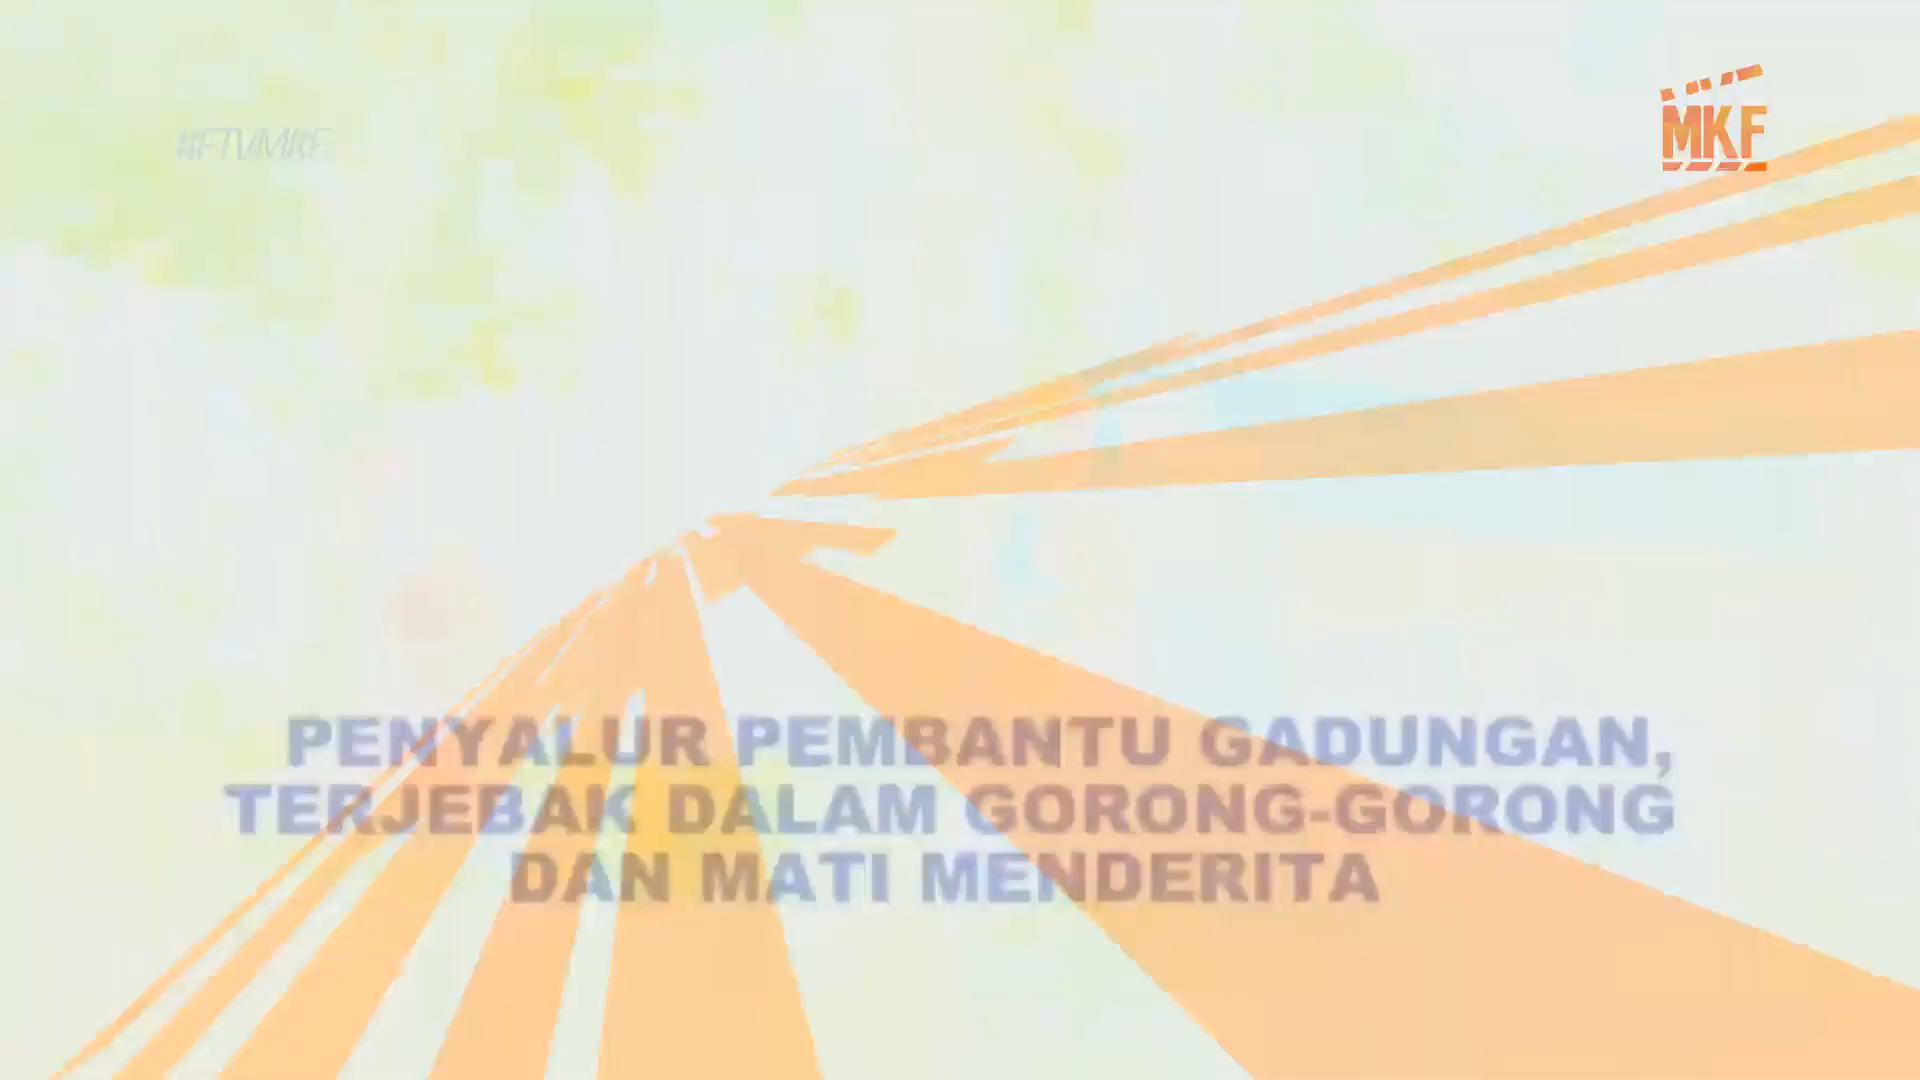 #FTVMKF
MKF
PENYALUR PEMBANTU GADUNGAN,
TERJEBAK DALAM GORONG-GORONG
DAN MATI MENDERITA